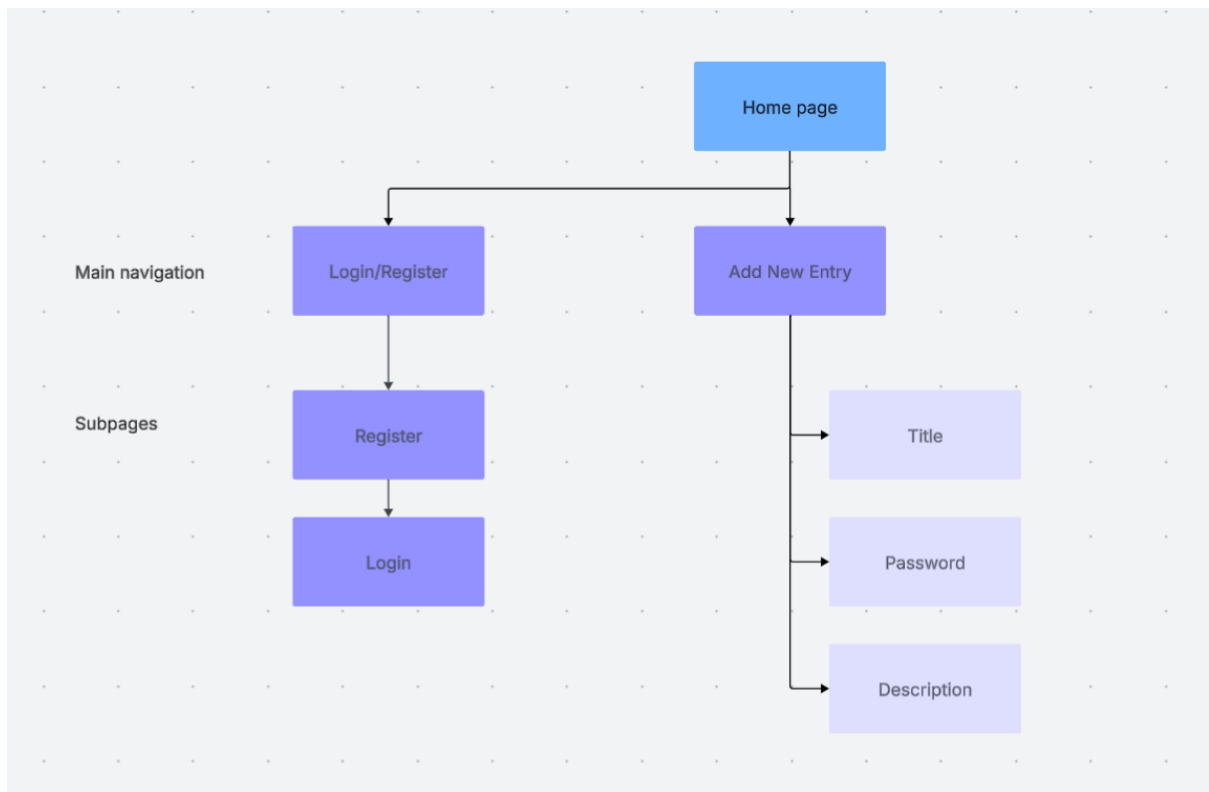 Home page
Main navigation
Login/Register
Add New Entry
Subpages
Register
Title
Login
Password
Description